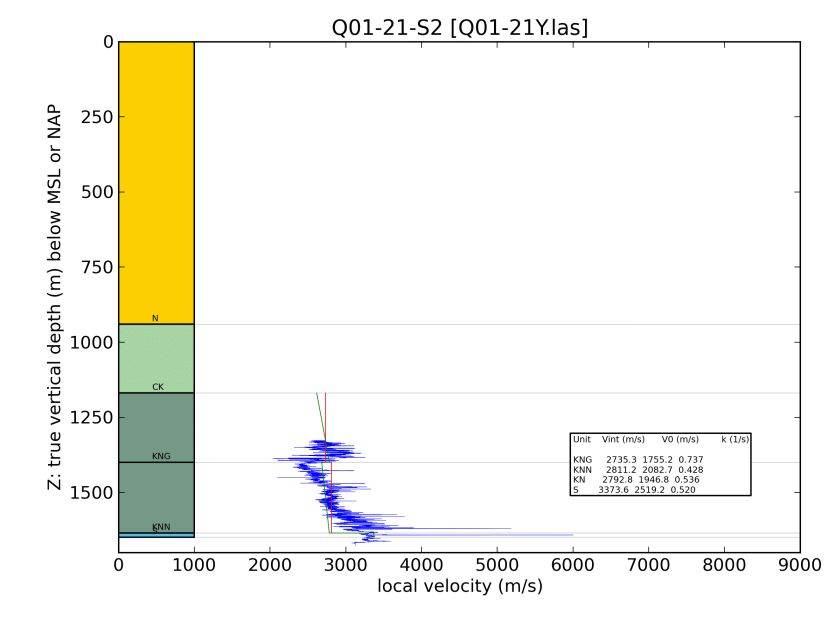 Q01-21-S2 [Q01-21Y.las]
0
250
500
750
1000
1250
1500
Z: true vertical depth (m) below MSL or NAP
N
CK
KNG
KNN
S
Unit Vint (m/s) V0 (m/s) k (1/s)
KNG 2735.3 1755.2 0.737
KNN 2811.2 2082.7 0.428
KN 2792.8 1946.8 0.536
S 3373.6 2519.2 0.520
0 1000 2000 3000 4000 5000 6000 7000 8000 9000
local velocity (m/s)